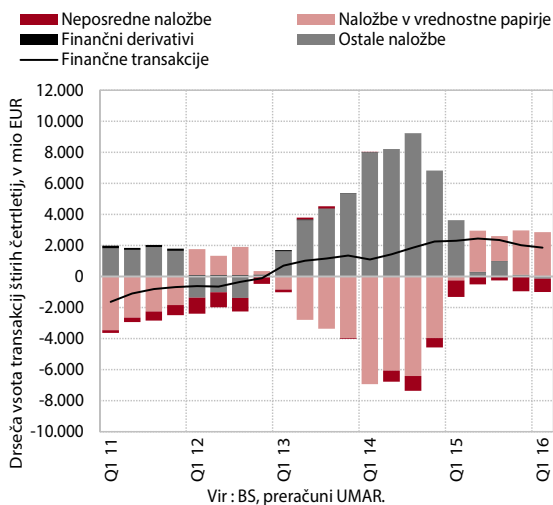 Neposredne naložbe
Naložbe v vrednostne papirje
Finančni derivativi
Ostale naložbe
Finančne transakcije
Drseča vsota transakcij štirih četrtletij, v mio EUR
12.000
10.000
8.000
6.000
4.000
2.000
0
-2.000
-4.000
-6.000
-8.000
-10.000
Q1 11
Q1 12
Q1 13
Q1 14
Q1 15
Q1 16
Vir : BS, preračuni UMAR.